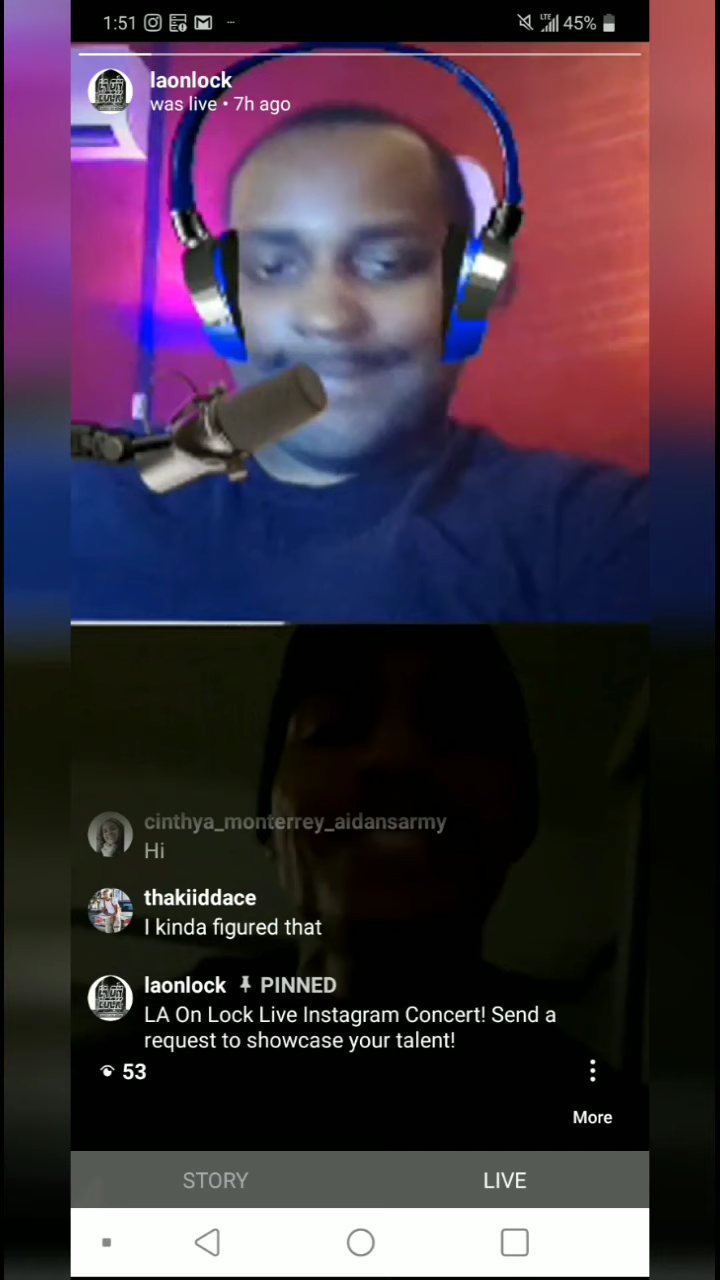 1:51
LTE 45%
laonlock
was live • 7h ago
cinthya_monterrey_aidansarmy
Hi
thakiiddace
I kinda figured that
laonlock PINNED
LA On Lock Live Instagram Concert! Send a
request to showcase your talent!
53
More
STORY LIVE